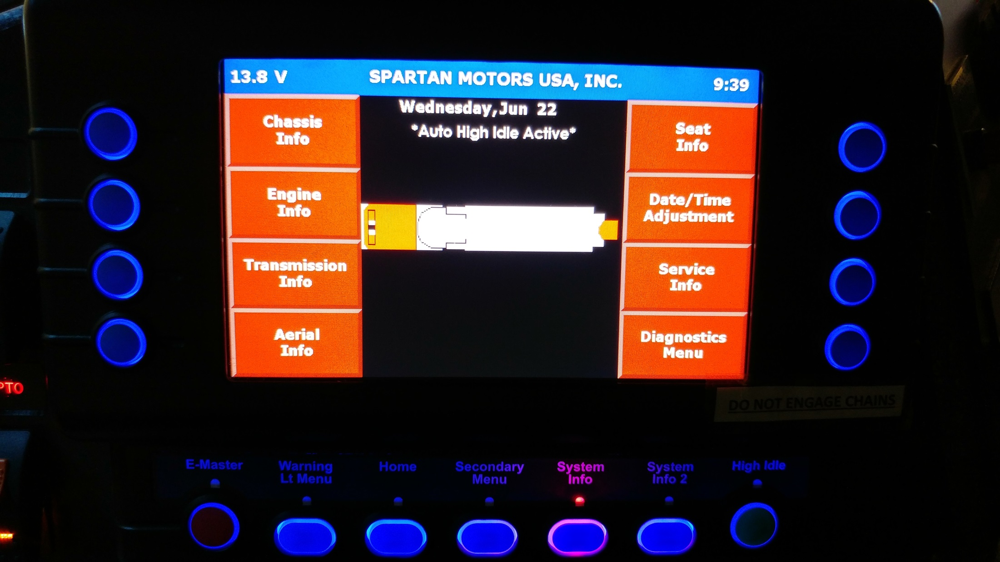 13.8 V
SPARTAN MOTORS USA, INC.
9:39
Wednesday,Jun 22
*Auto High Idle Active*
Chassis
Info
Engine
Info
Transmission
Info
Aerial
Info
Seat
Info
Date/Time
Adjustment
Service
Info
Diagnostics
Menu
PTO
DO NOT ENGAGE CHAINS
E-Master
Warning
Lt Menu
Home
Secondary
Menu
System
Info
System
Info 2
High Idle